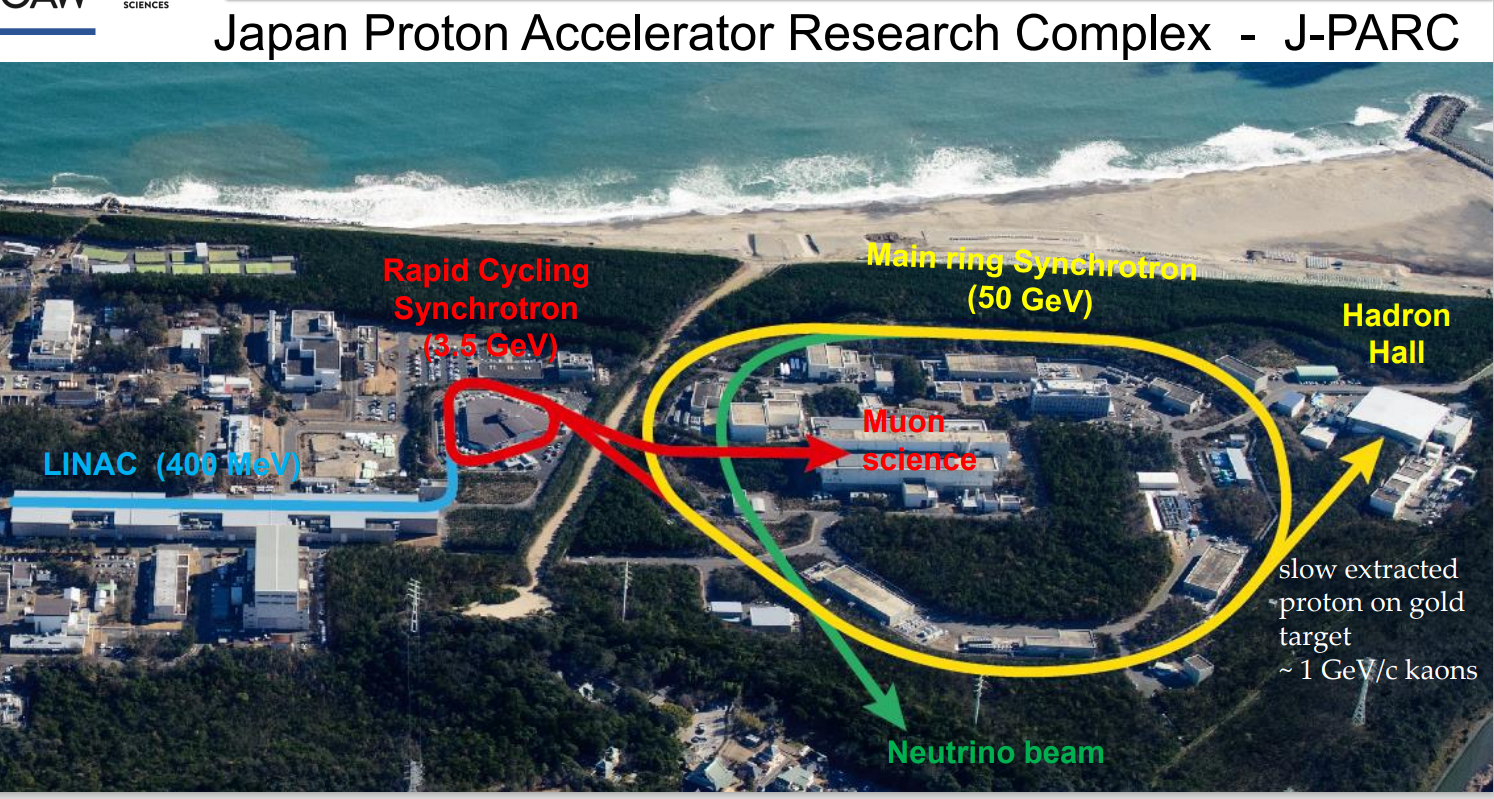 SCIENCES
Japan Proton Accelerator Research Complex - J-PARC
Main ring Synchrotron
(50 GeV)
Rapid Cycling
Synchrotron
(3.5 GeV)
Hadron
Hall
Muon
science
LINAC (400 MeV)
slow extracted
proton on gold
target
~ 1 GeV/c kaons
Neutrino beam